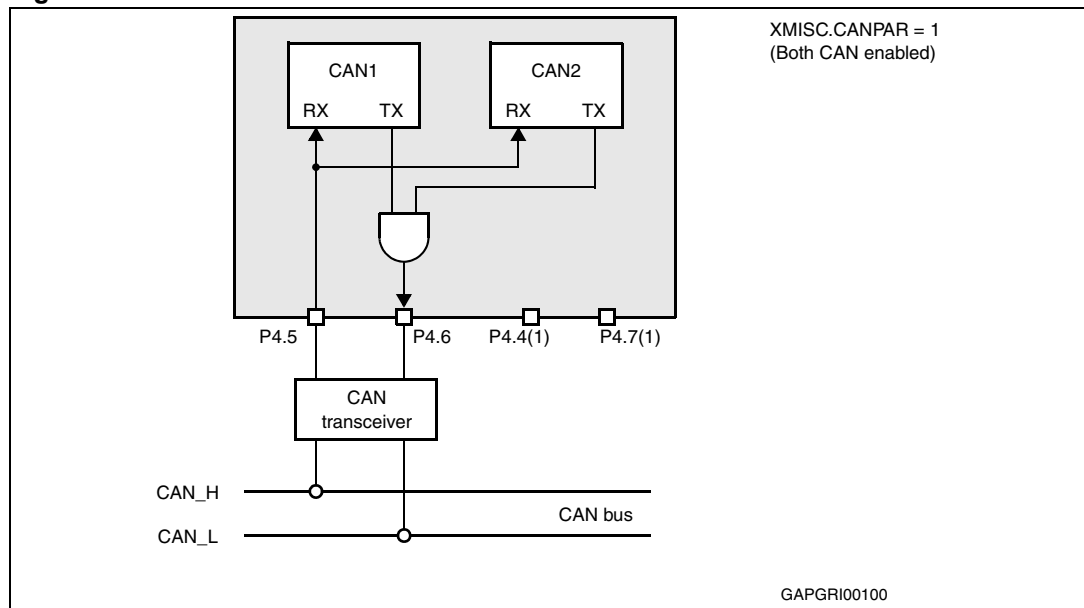 XMISC.CANPAR = 1
(Both CAN enabled)
CAN1
RX TX
CAN2
RX TX
P4.5
P4.6
P4.4(1)
P4.7(1)
CAN
transceiver
CAN_H
CAN bus
CAN_L
GAPGRI00100